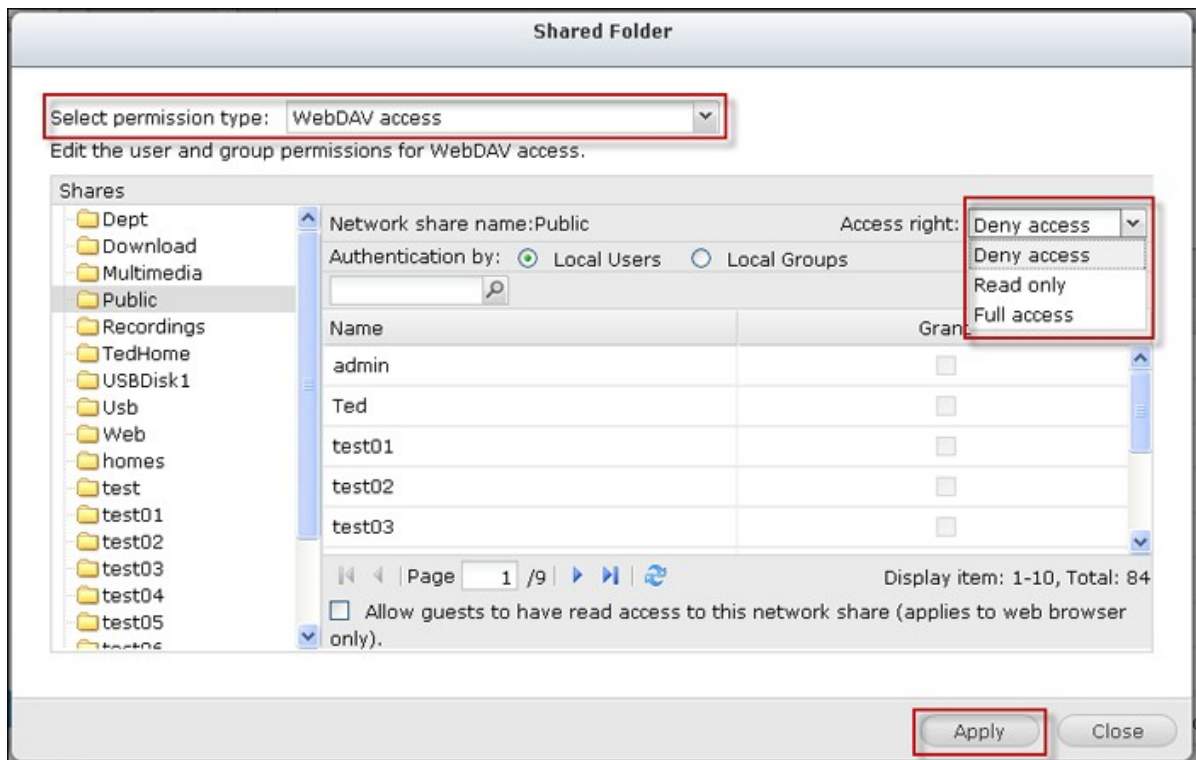 Shared Folder
Select permission type: WebDAV access
Edit the user and group permissions for WebDAV access.
Shares
Dept
Download
Multimedia
Public
Recordings
TedHome
USBDisk1
Usb
Web
homes
test
test01
test02
test03
test04
test05
Network share name:Public
Access right: Deny access
Deny access
Read only
Full access
Authentication by: Local Users Local Groups
Name
admin
Ted
test01
test02
test03
Page 1 /9
Display item: 1-10, Total: 84
Allow guests to have read access to this network share (applies to web browser
only).
Apply
Close